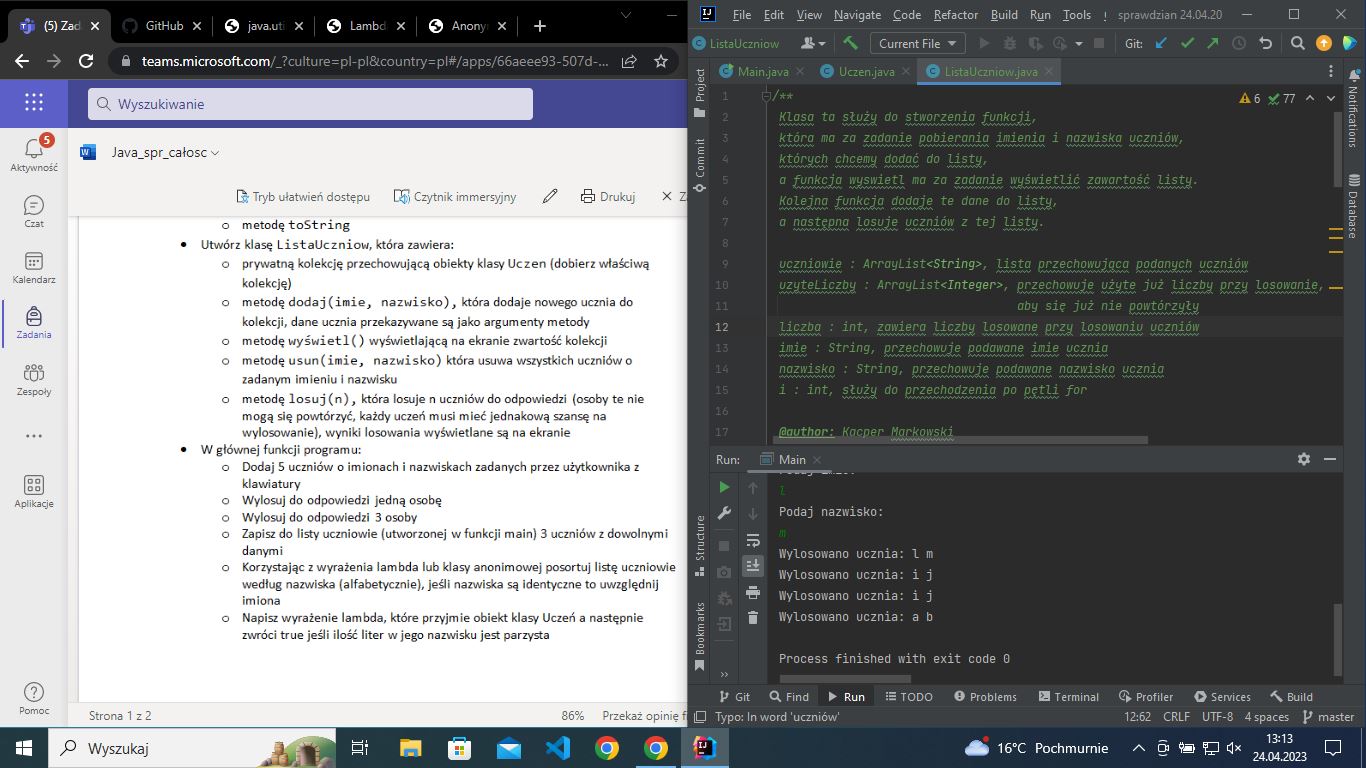 (5) Zad
GitHub
java.uti
Lambd
Anony
teams.microsoft.com/_?culture=pl-pl&country=pl#/apps/66aeee93-507d-...
Wyszukiwanie
5
Aktywność
Czat
Kalendarz
Zadania
Zespoły
Aplikacje
Pomoc
Java_spr_całosc
Tryb ułatwień dostępu
Czytnik immersyjny
Drukuj
o metodę toString
• Utwórz klasę ListaUczniow, która zawiera:
o prywatną kolekcję przechowującą obiekty klasy Uczen (dobierz właściwą
kolekcję)
o metodę dodaj(imie, nazwisko), która dodaje nowego ucznia do
kolekcji, dane ucznia przekazywane są jako argumenty metody
o metodę wyświetl() wyświetlającą na ekranie zwartość kolekcji
o metodę usun(imie, nazwisko) która usuwa wszystkich uczniów o
zadanym imieniu i nazwisku
o metodę losuj(n), która losuje n uczniów do odpowiedzi (osoby te nie
mogą się powtórzyć, każdy uczeń musi mieć jednakową szansę na
wylosowanie), wyniki losowania wyświetlane są na ekranie
• W głównej funkcji programu:
o Dodaj 5 uczniów o imionach i nazwiskach zadanych przez użytkownika z
klawiatury
o Wylosuj do odpowiedzi jedną osobę
o Wylosuj do odpowiedzi 3 osoby
o Zapisz do listy uczniowie (utworzonej w funkcji main) 3 uczniów z dowolnymi
danymi
o Korzystając z wyrażenia lambda lub klasy anonimowej posortuj listę uczniowie
według nazwiska (alfabetycznie), jeśli nazwiska są identyczne to uwzględnij
imiona
o Napisz wyrażenie lambda, które przyjmie obiekt klasy Uczeń a następnie
zwróci true jeśli ilość liter w jego nazwisku jest parzysta
Strona 1 z 2
86%
Przekaż opinię fi
File Edit View Navigate Code Refactor Build Run Tools
sprawdzian 24.04.20
ListaUczniow
Current File
Git:
Main.java
Uczen.java
ListaUczniow.java
Project
Commit
Structure
Bookmarks
Notifications
Database
6 77
1 /**
2 Klasa ta służy do stworzenia funkcji,
3 która ma za zadanie pobierania imienia i nazwiska uczniów,
4 których chcemy dodać do listy,
5 a funkcja wyswietl ma za zadanie wyświetlić zawartość listy.
6 Kolejna funkcja dodaje te dane do listy,
7 a następna losuje uczniów z tej listy.
8
9 uczniowie : ArrayList<String>, lista przechowująca podanych uczniów
10 uzyteLiczby : ArrayList<Integer>, przechowuje użyte już liczby przy losowanie,
11 aby się już nie powtórzyły
12 liczba : int, zawiera liczby losowane przy losowaniu uczniów
13 imie : String, przechowuje podawane imie ucznia
14 nazwisko : String, przechowuje podawane nazwisko ucznia
15 i : int, służy do przechodzenia po pętli for
16
17 @author: Kacper Markowski
Run: Main
l
Podaj nazwisko:
m
Wylosowano ucznia: l m
Wylosowano ucznia: i j
Wylosowano ucznia: i j
Wylosowano ucznia: a b
Process finished with exit code 0
Git Find Run TODO Problems Terminal Profiler Services Build
Typo: In word 'uczniów'
12:62 CRLF UTF-8 4 spaces master
Wyszukaj
16°C Pochmurnie
13:13
24.04.2023